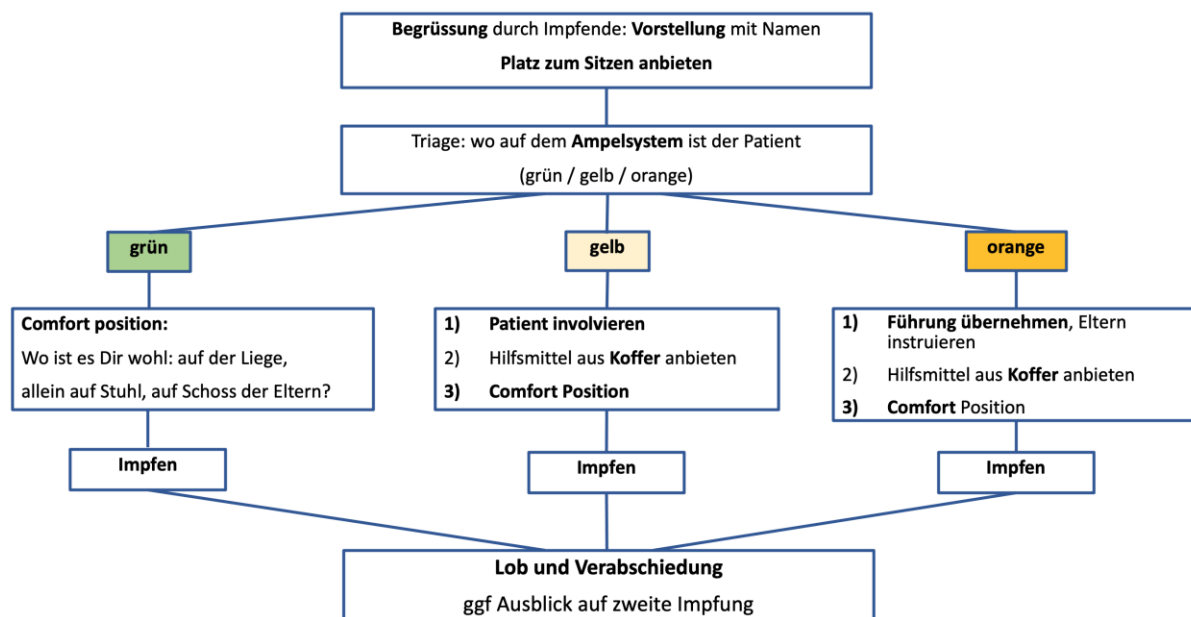 Begrüssung durch Impfende: Vorstellung mit Namen
Platz zum Sitzen anbieten
Triage: wo auf dem Ampelsystem ist der Patient
(grün / gelb / orange)
grün
gelb
orange
Comfort position:
Wo ist es Dir wohl: auf der Liege,
allein auf Stuhl, auf Schoss der Eltern?
1) Patient involvieren
2) Hilfsmittel aus Koffer anbieten
3) Comfort Position
1) Führung übernehmen, Eltern
instruieren
2) Hilfsmittel aus Koffer anbieten
3) Comfort Position
Impfen
Impfen
Impfen
Lob und Verabschiedung
ggf Ausblick auf zweite Impfung